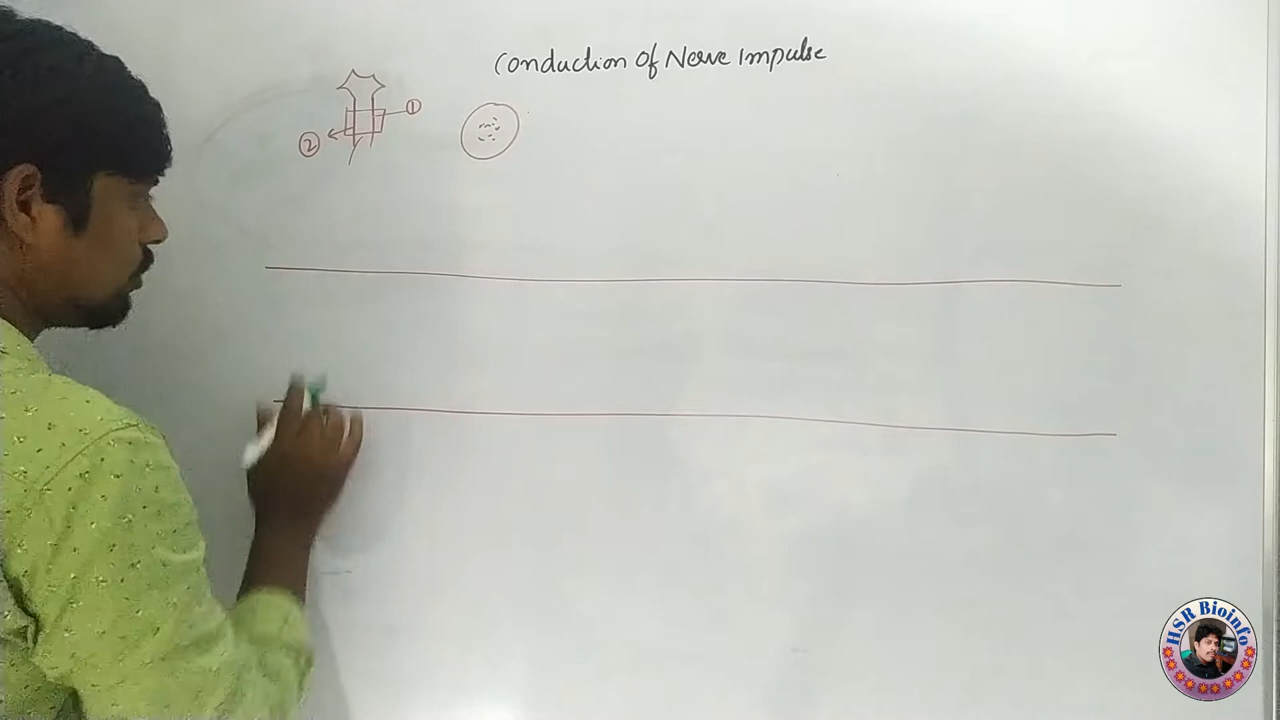 Conduction Of Nerve Impulse
①
②
HSR Bioinfo